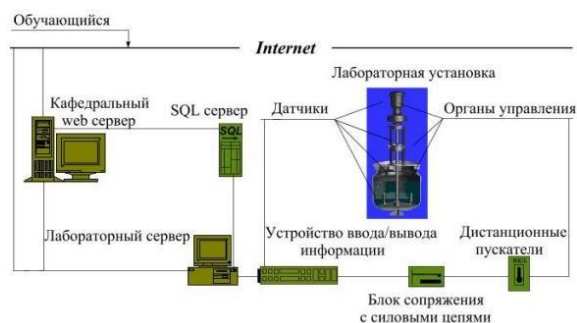 Обучающийся
Internet
Лабораторная установка
Кафедральный
web сервер
SQL сервер
Датчики
Органы управления
SQL
Лабораторный сервер
Устройство ввода/вывода
информации
Дистанционные
пускатели
Блок сопряжения
с силовыми цепями